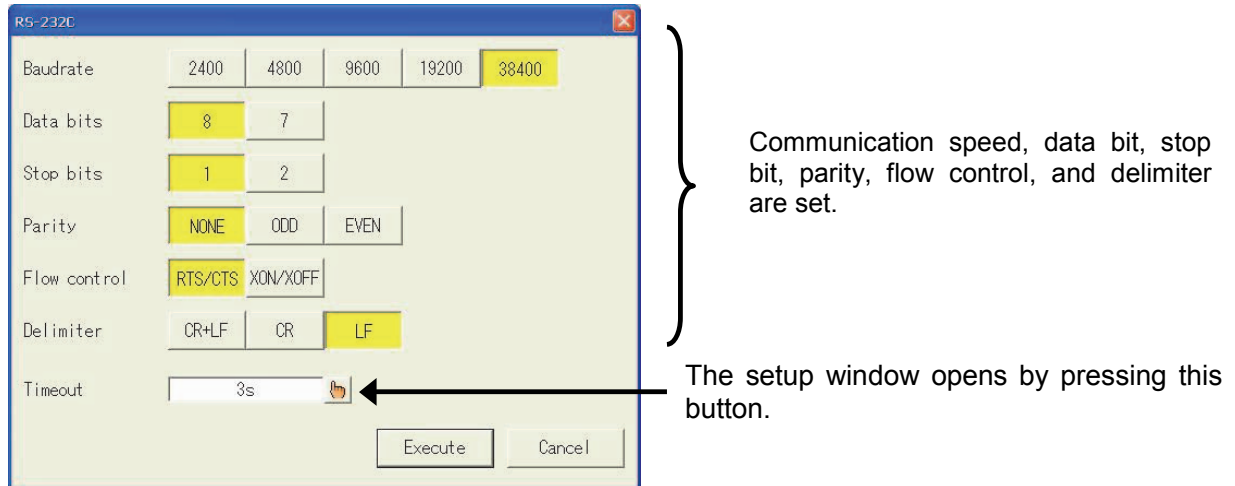 RS-232C
Baudrate 2400 4800 9600 19200 38400
Data bits 8 7
Stop bits 1 2
Parity NONE ODD EVEN
Flow control RTS/CTS XON/XOFF
Delimiter CR+LF CR LF
Timeout 3s
Execute Cancel
Communication speed, data bit, stop
bit, parity, flow control, and delimiter
are set.
The setup window opens by pressing this
button.